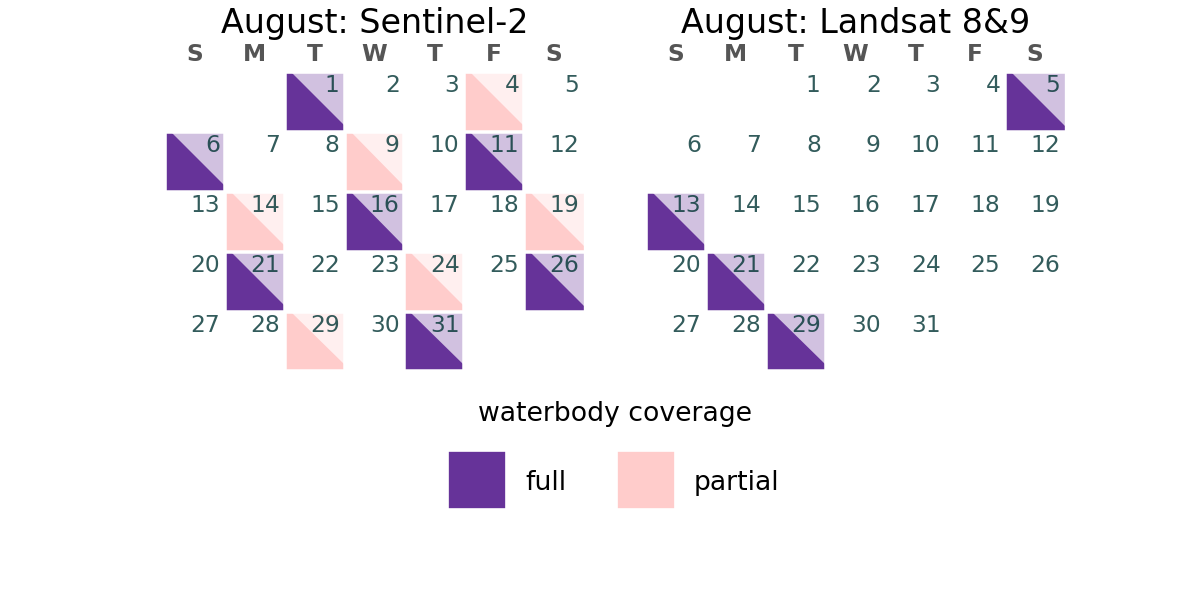 August: Sentinel-2
S M T W T F S
1 2 3 4 5
6 7 8 9 10 11 12
13 14 15 16 17 18 19
20 21 22 23 24 25 26
27 28 29 30 31
August: Landsat 8&9
S M T W T F S
1 2 3 4 5
6 7 8 9 10 11 12
13 14 15 16 17 18 19
20 21 22 23 24 25 26
27 28 29 30 31
waterbody coverage
full partial